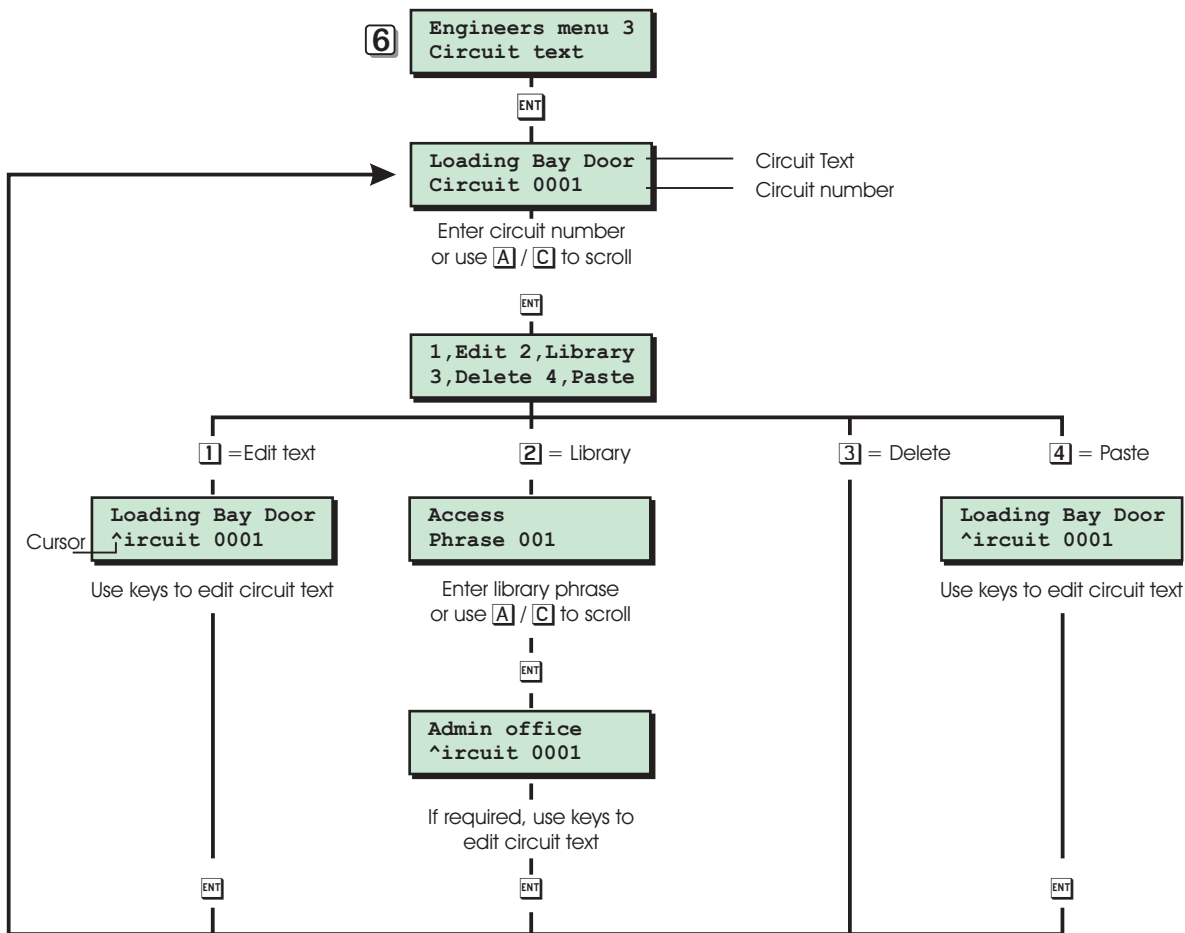 6
Engineers menu 3
Circuit text
ENT
Loading Bay Door
Circuit 0001
Circuit Text
Circuit number
Enter circuit number
or use A / C to scroll
ENT
1,Edit 2,Library
3,Delete 4,Paste
1 =Edit text
2 = Library
3 = Delete
4 = Paste
Loading Bay Door
^ircuit 0001
Cursor
Use keys to edit circuit text
Access
Phrase 001
Enter library phrase
or use A / C to scroll
ENT
Admin office
^ircuit 0001
If required, use keys to
edit circuit text
Loading Bay Door
^ircuit 0001
Use keys to edit circuit text
ENT
ENT
ENT